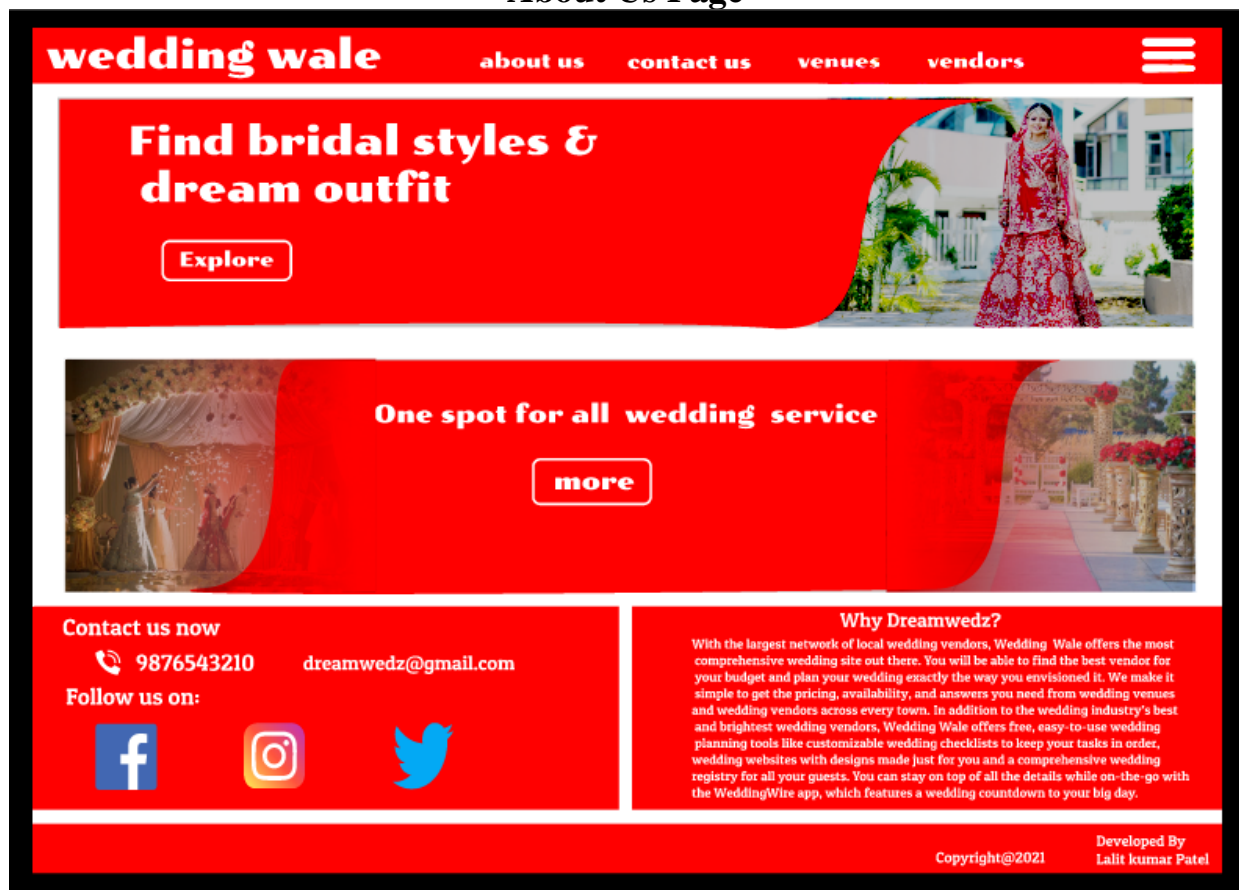 About Us Page
wedding wale
about us contact us venues vendors
Find bridal styles &
dream outfit
Explore
One spot for all wedding service
more
Contact us now
9876543210 dreamwedz@gmail.com
Follow us on:
Why Dreamwedz?
With the largest network of local wedding vendors, Wedding Wale offers the most
comprehensive wedding site out there. You will be able to find the best vendor for
your budget and plan your wedding exactly the way you envisioned it. We make it
simple to get the pricing, availability, and answers you need from wedding venues
and wedding vendors across every town. In addition to the wedding industry's best
and brightest wedding vendors, Wedding Wale offers free, easy-to-use wedding
planning tools like customizable wedding checklists to keep your tasks in order,
wedding websites with designs made just for you and a comprehensive wedding
registry for all your guests. You can stay on top of all the details while on-the-go with
the WeddingWire app, which features a wedding countdown to your big day.
Copyright@2021
Developed By
Lalit kumar Patel